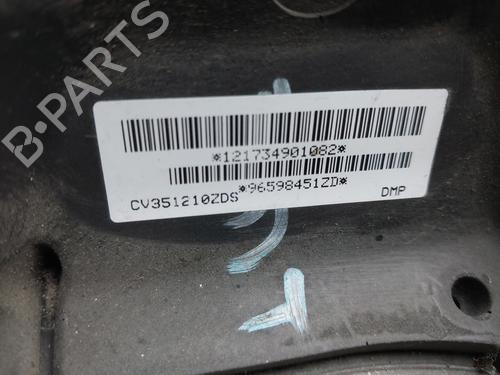 B-PARTS
*121734901082*
*96598451ZD*
CV351210ZDS
DMP